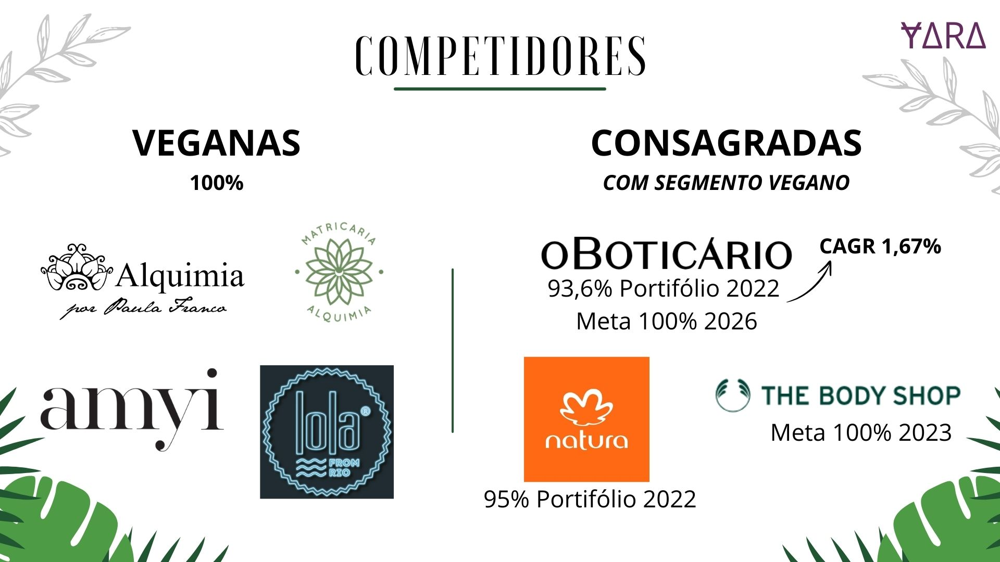 COMPETIDORES
ɎΔRΔ
VEGANAS
100%
Alquimia
por Paula Franco
MATRICARIA
ALQUIMIA
amyi
lola®
FROM
RIO
CONSAGRADAS
COM SEGMENTO VEGANO
OBOTICÁRIO
CAGR 1,67%
93,6% Portifólio 2022
Meta 100% 2026
natura
95% Portifólio 2022
THE BODY SHOP
Meta 100% 2023